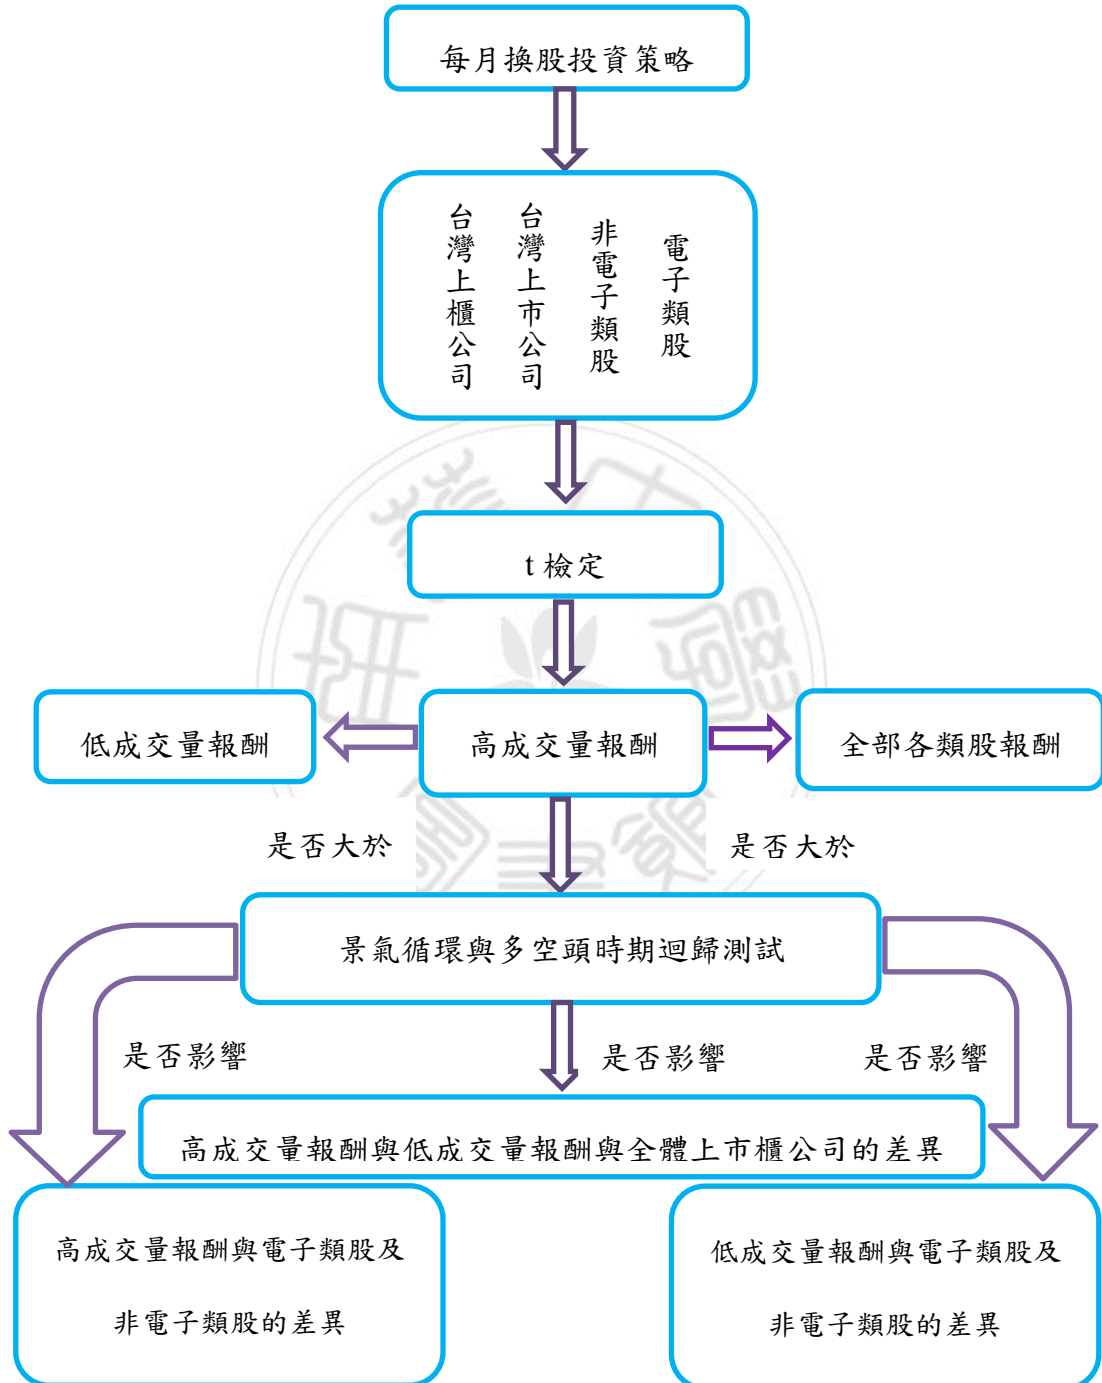 每月換股投資策略
台灣上櫃公司
台灣上市公司
非電子類股
電子類股
t 檢定
低成交量報酬
高成交量報酬
全部各類股報酬
是否大於
是否大於
景氣循環與多空頭時期迴歸測試
是否影響
是否影響
是否影響
高成交量報酬與低成交量報酬與全體上市櫃公司的差異
高成交量報酬與電子類股及
非電子類股的差異
低成交量報酬與電子類股及
非電子類股的差異